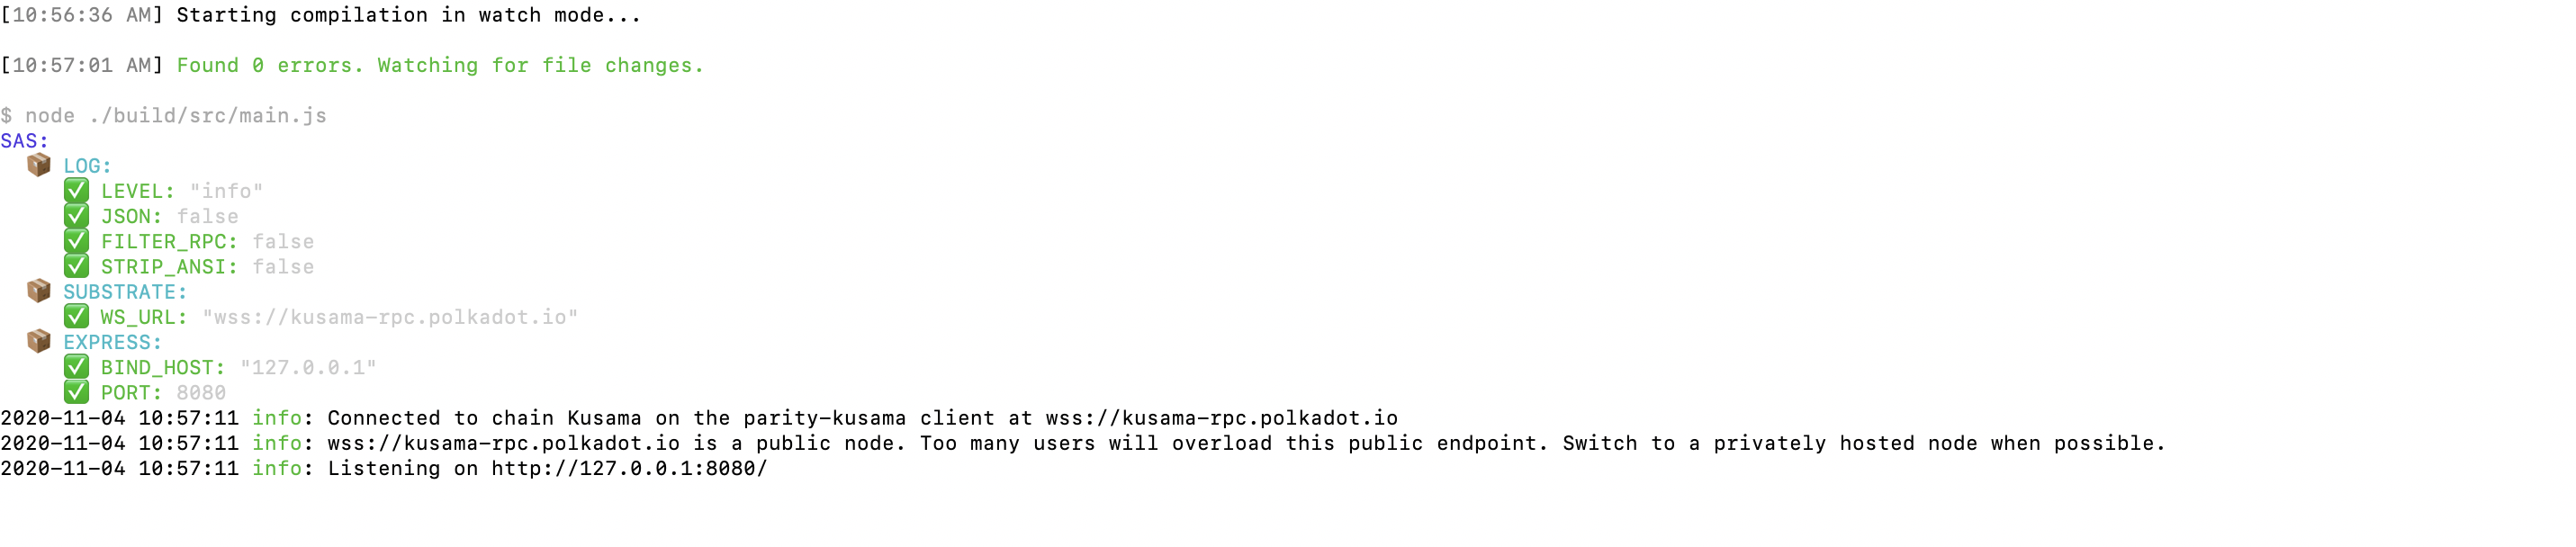 [10:56:36 AM] Starting compilation in watch mode...
[10:57:01 AM] Found 0 errors. Watching for file changes.
$ node ./build/src/main.js
SAS:
📦 LOG:
✅ LEVEL: "info"
✅ JSON: false
✅ FILTER_RPC: false
✅ STRIP_ANSI: false
📦 SUBSTRATE:
✅ WS_URL: "wss://kusama-rpc.polkadot.io"
📦 EXPRESS:
✅ BIND_HOST: "127.0.0.1"
✅ PORT: 8080
2020-11-04 10:57:11 info: Connected to chain Kusama on the parity-kusama client at wss://kusama-rpc.polkadot.io
2020-11-04 10:57:11 info: wss://kusama-rpc.polkadot.io is a public node. Too many users will overload this public endpoint. Switch to a privately hosted node when possible.
2020-11-04 10:57:11 info: Listening on http://127.0.0.1:8080/